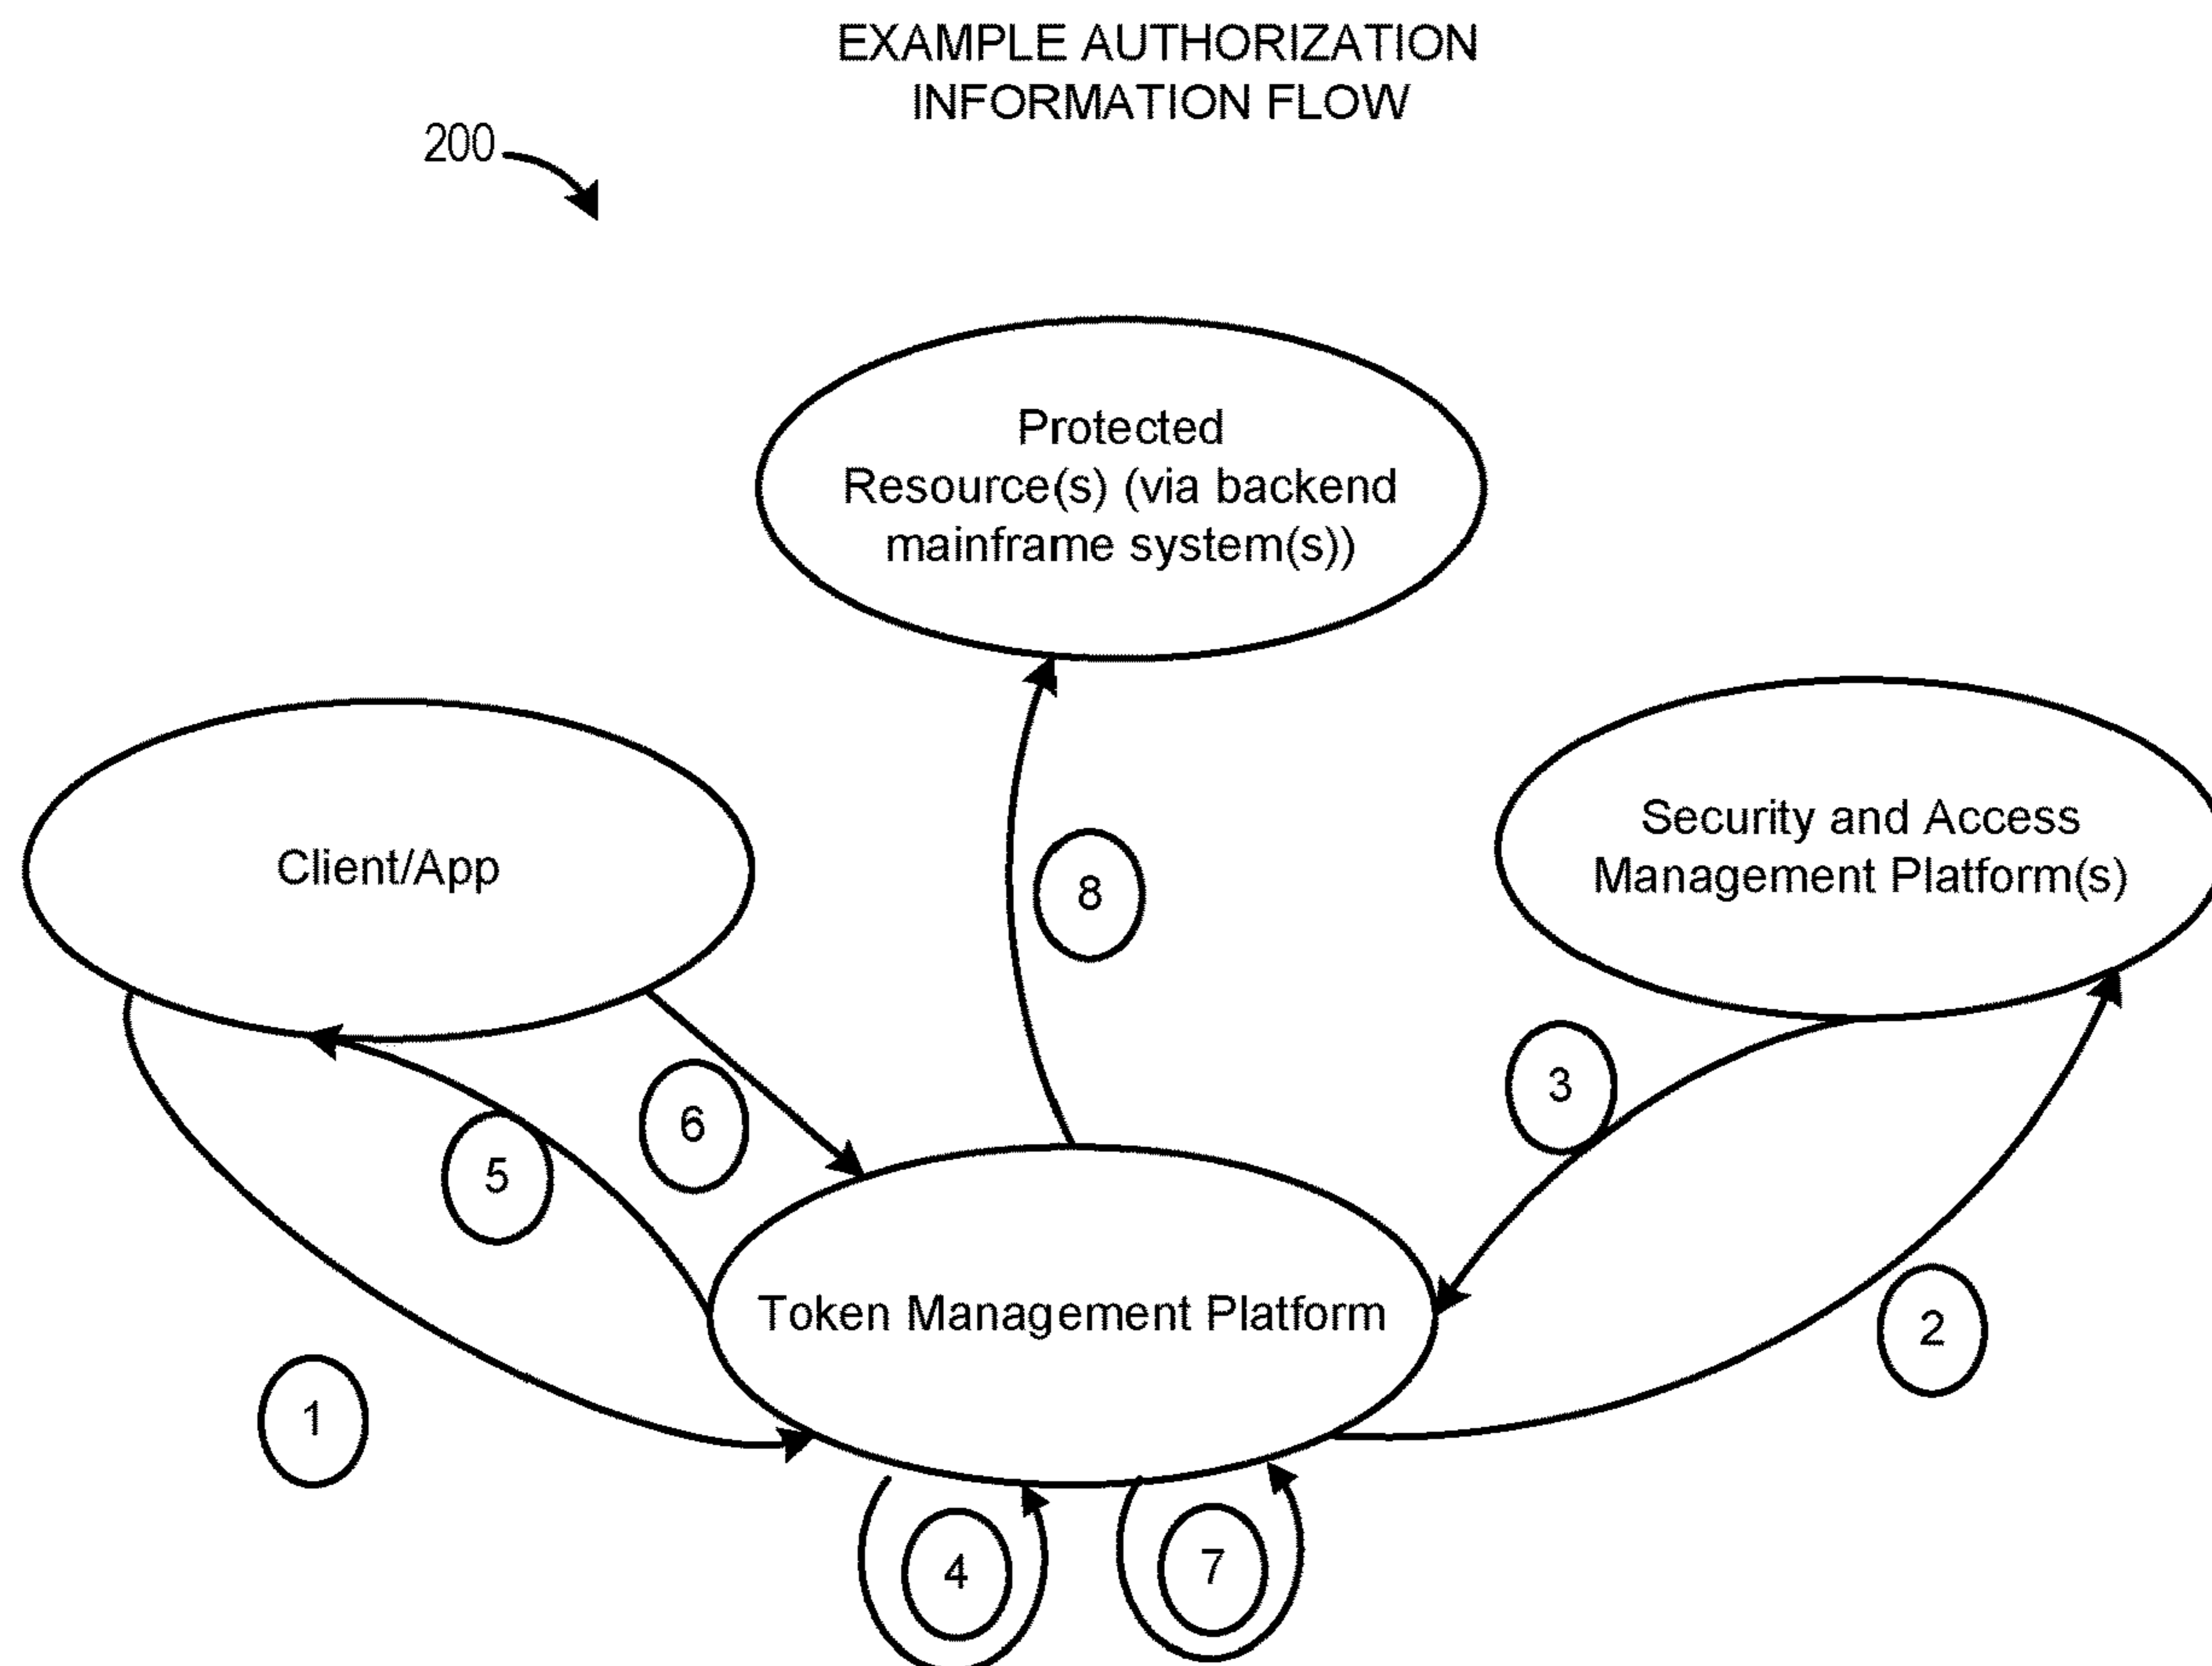 EXAMPLE AUTHORIZATION
INFORMATION FLOW
200
Protected
Resource(s) (via backend
mainframe system(s))
Client/App
Security and Access
Management Platform(s)
8
3
6
5
Token Management Platform
2
1
4
7